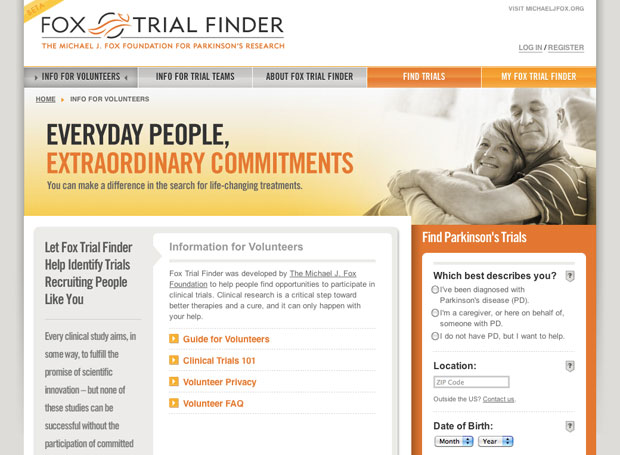 BETA
FOX TRIAL FINDER
THE MICHAEL J. FOX FOUNDATION FOR PARKINSON'S RESEARCH
VISIT MICHAELJFOX.ORG
LOG IN / REGISTER
INFO FOR VOLUNTEERS
INFO FOR TRIAL TEAMS
ABOUT FOX TRIAL FINDER
FIND TRIALS
MY FOX TRIAL FINDER
HOME INFO FOR VOLUNTEERS
EVERYDAY PEOPLE,
EXTRAORDINARY COMMITMENTS
You can make a difference in the search for life-changing treatments.
Let Fox Trial Finder
Help Identify Trials
Recruiting People
Like You
Every clinical study aims, in
some way, to fulfill the
promise of scientific
innovation – but none of
these studies can be
successful without the
participation of committed
Information for Volunteers
Fox Trial Finder was developed by The Michael J. Fox
Foundation to help people find opportunities to participate in
clinical trials. Clinical research is a critical step toward
better therapies and a cure, and it can only happen with
your help.
Guide for Volunteers
Clinical Trials 101
Volunteer Privacy
Volunteer FAQ
Find Parkinson's Trials
Which best describes you? ?
I've been diagnosed with
Parkinson's disease (PD).
I'm a caregiver, or here on behalf of,
someone with PD.
I do not have PD, but I want to help.
Location: ?
ZIP Code
Outside the US? Contact us.
Date of Birth: ?
Month Year